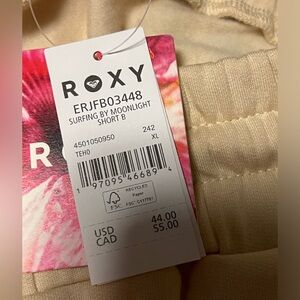 ROXY
ERJFB03448
SURFING BY MOONLIGHT
SHORT B
4501050950 242
TEH0 XL
1 97095 46689 4
FSC
RECYCLED
Paper
USD 44.00
CAD 55.00
R